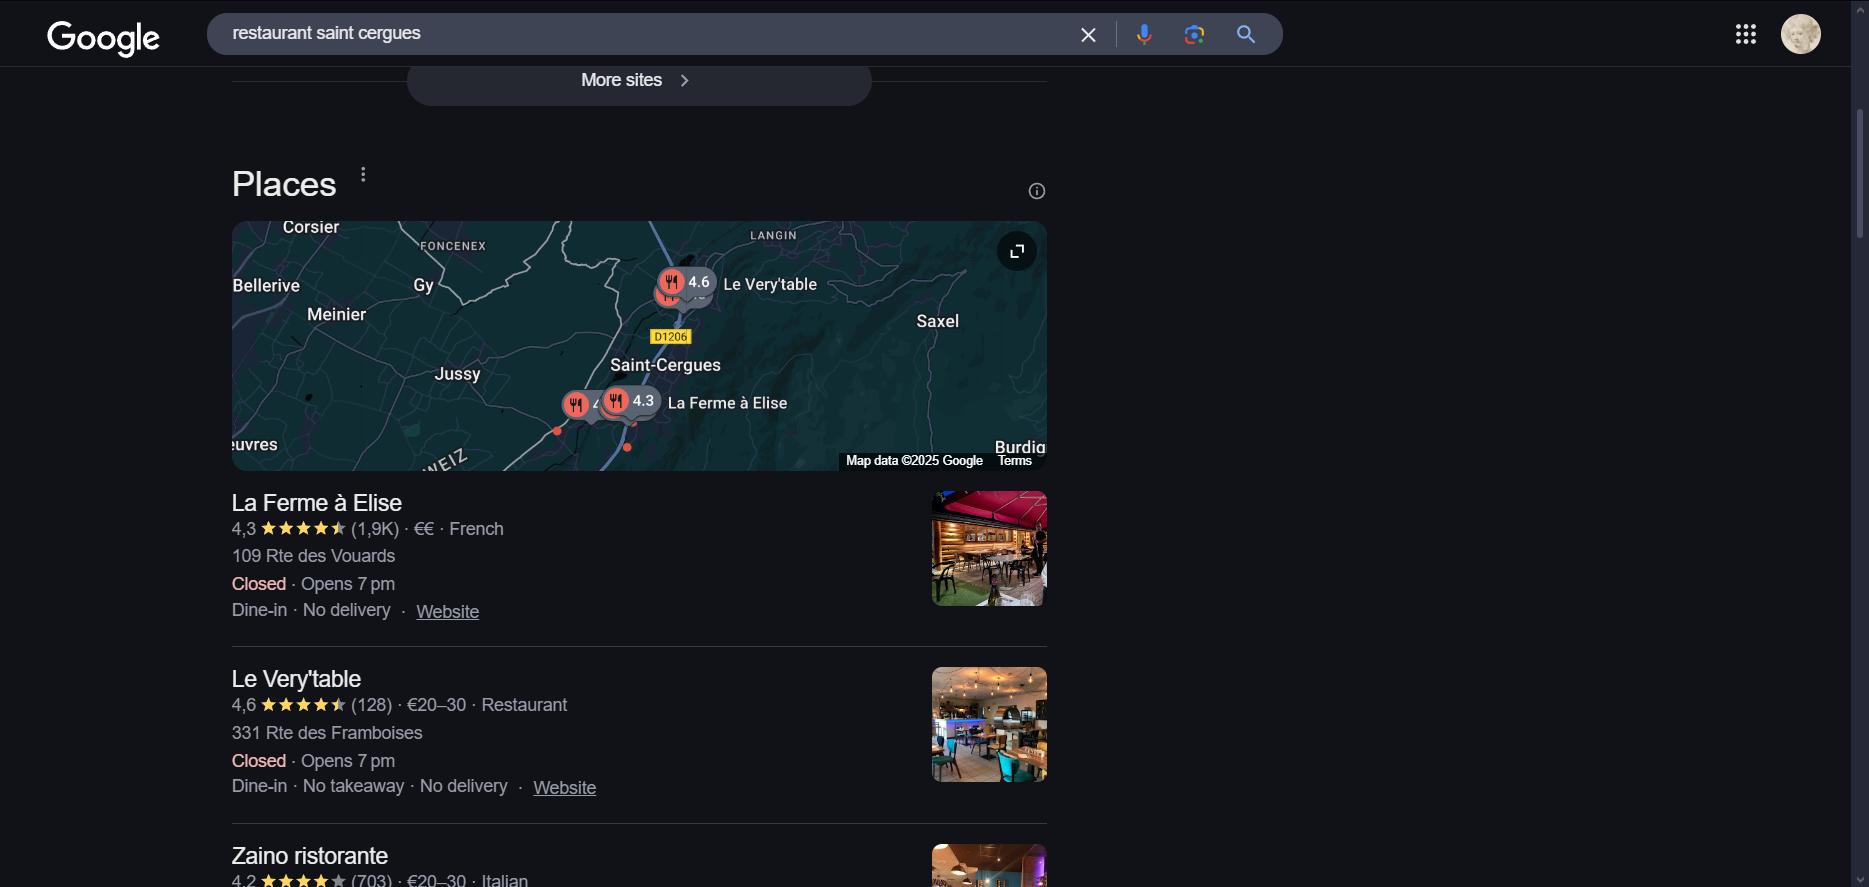 Google
restaurant saint cergues
More sites
Places
Corsier
FONCENEX
LANGIN
Bellerive
Gy
4.6
Le Very'table
Meinier
Saxel
D1206
Saint-Cergues
Jussy
4.3
La Ferme à Elise
euvres
WEIZ
Burdig
Map data ©2025 Google Terms
La Ferme à Elise
4,3 (1,9K) · €€ · French
109 Rte des Vouards
Closed · Opens 7 pm
Dine-in · No delivery · Website
Le Very'table
4,6 (128) · €20–30 · Restaurant
331 Rte des Framboises
Closed · Opens 7 pm
Dine-in · No takeaway · No delivery · Website
Zaino ristorante
4,2 (703) · €20–30 · Italian